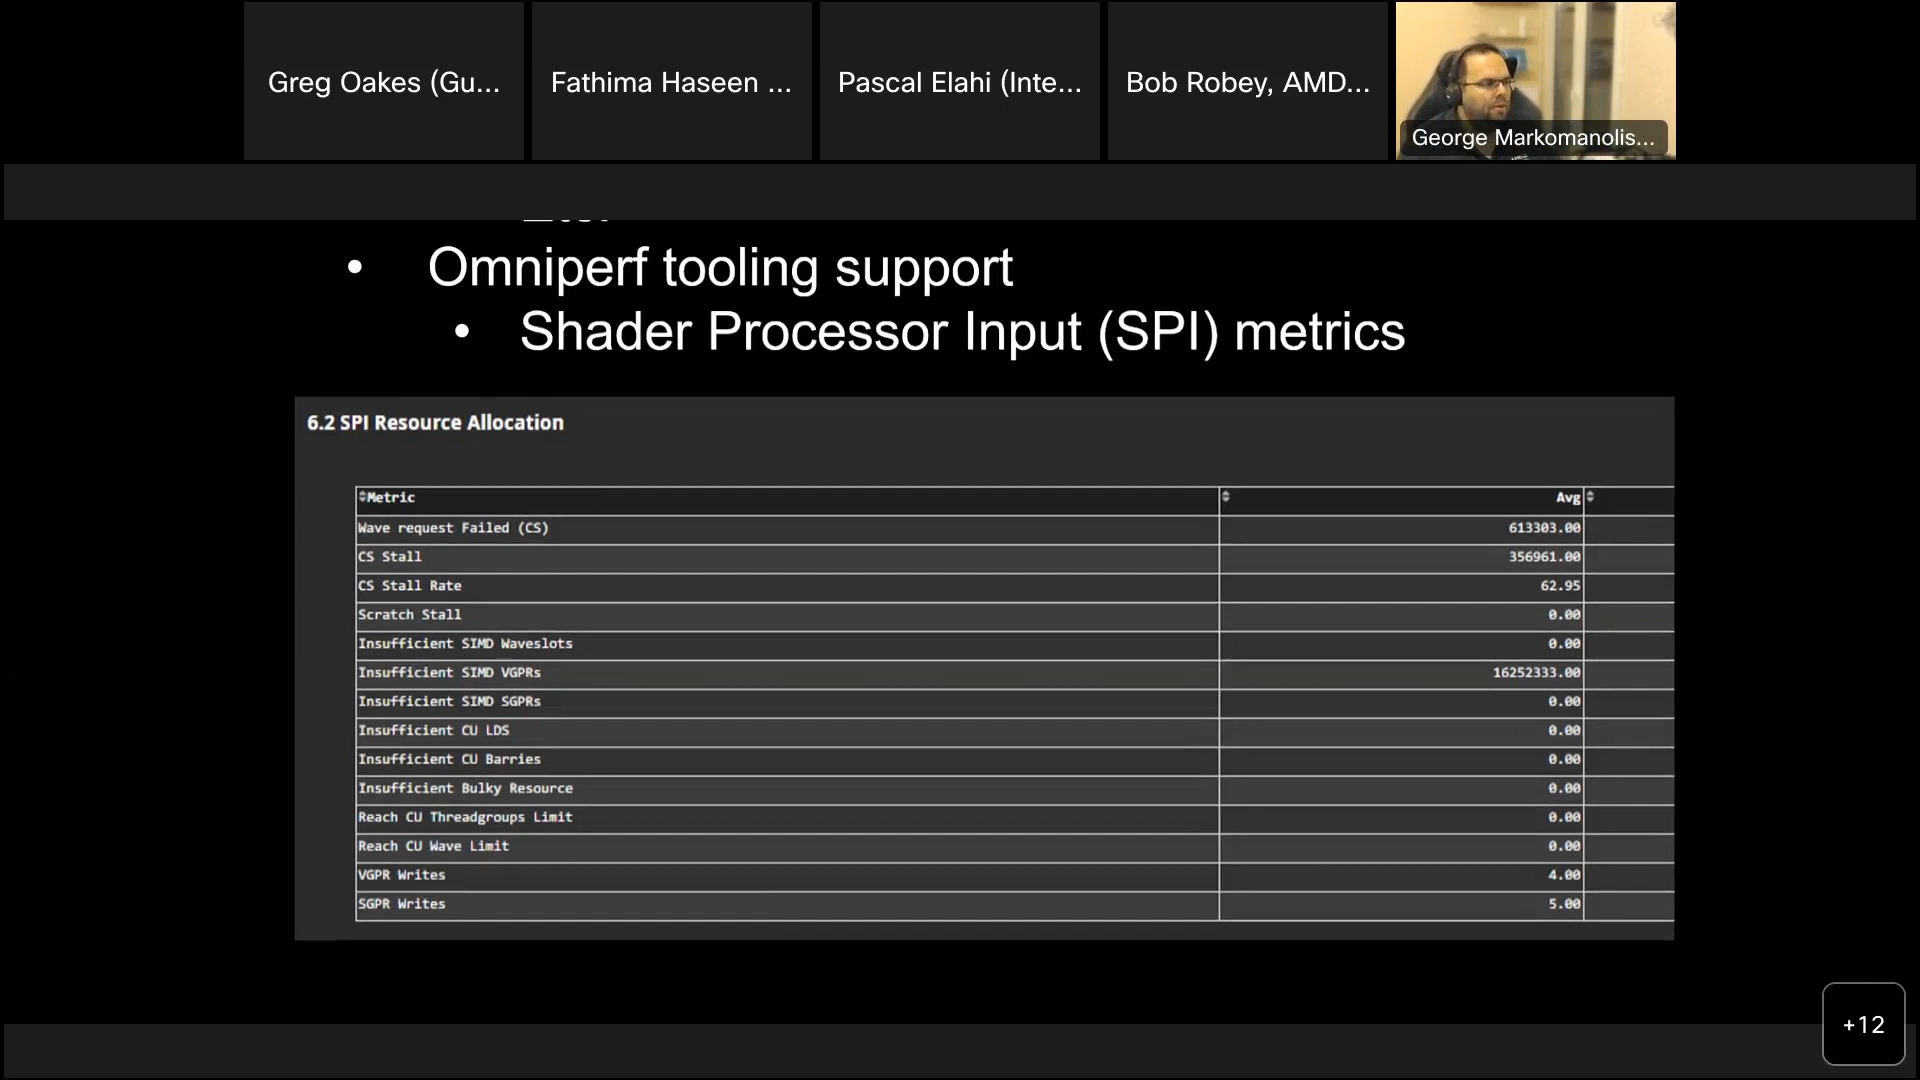 Greg Oakes (Gu...
Fathima Haseen ...
Pascal Elahi (Inte...
Bob Robey, AMD...
George Markomanolis...
• Omniperf tooling support
• Shader Processor Input (SPI) metrics
6.2 SPI Resource Allocation
Metric Avg
Wave request Failed (CS) 613303.00
CS Stall 356961.00
CS Stall Rate 62.95
Scratch Stall 0.00
Insufficient SIMD Waveslots 0.00
Insufficient SIMD VGPRs 16252333.00
Insufficient SIMD SGPRs 0.00
Insufficient CU LDS 0.00
Insufficient CU Barries 0.00
Insufficient Bulky Resource 0.00
Reach CU Threadgroups Limit 0.00
Reach CU Wave Limit 0.00
VGPR Writes 4.00
SGPR Writes 5.00
+12